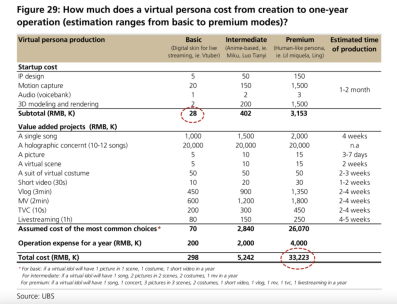 Figure 29: How much does a virtual persona cost from creation to one-year
operation (estimation ranges from basic to premium modes)?
Virtual persona production Basic Intermediate Premium Estimated time
(Digital skin for live (Anime-based, ie. (Human-like persona, of production
streaming, ie. Vtuber) Miku, Luo Tianyi ie. Lil miquela, Ling)
Startup cost
IP design 5 50 150
Motion capture 20 150 1,500 1-2 month
Audio (voicebank) 1 2 3
3D modeling and rendering 2 200 1,500
Subtotal (RMB, K) 28 402 3,153
Value added projects (RMB, K)
A single song 1,000 1,500 2,000 4 weeks
A holographic concernt (10-12 songs) 20,000 20,000 20,000 n.a
A picture 5 10 15 3-7 days
A virtual scene 5 15 15 2 weeks
A suit of virtual costume 50 50 50 2-3 weeks
Short video (30s) 10 20 30 1-2 weeks
Vlog (3min) 450 900 1,350 2-4 weeks
MV (2min) 600 1,200 1,800 2-4 weeks
TVC (10s) 200 300 450 2-4 weeks
Livestreaming (1h) 80 150 250 4-5 weeks
Assumed cost of the most common choices* 70 2,840 26,070
Operation expense for a year (RMB, K) 200 2,000 4,000
Total cost (RMB, K) 298 5,242 33,223
* For basic: if a virtual idol will have 1 picture in 1 scene, 1 costume, 1 short video in a year
For intermediate: if a virtual idol will have 1 song, 2 pictures in 2 scenes, 2 costumes, 1 mv in a year
For premium: if a virtual idol will have 1 song, 1 concert, 3 pictures in 3 scenes, 2 costumes, 1 short video, 1 vlog, 1 mv, 1 tvc, 1 livestreaming in a year
Source: UBS